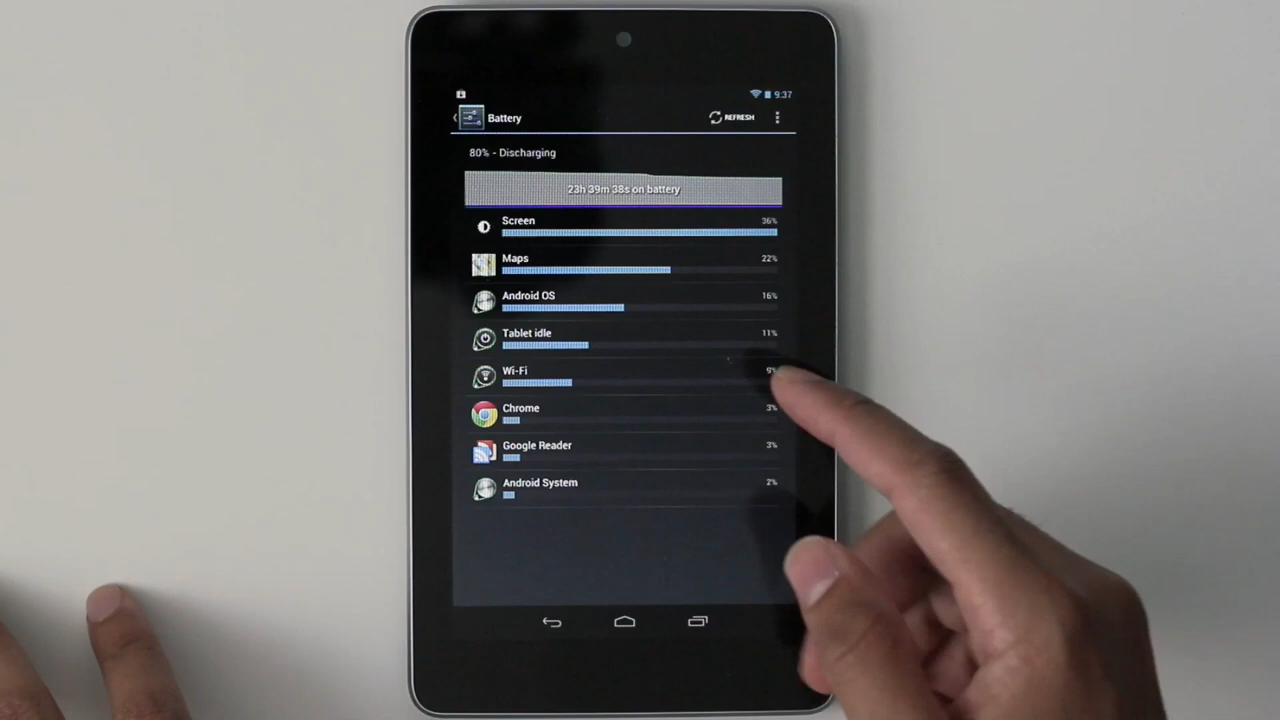 9:37
Battery
REFRESH
80% - Discharging
23h 39m 38s on battery
Screen 36%
Maps 22%
Android OS 16%
Tablet idle 11%
Wi-Fi 9%
Chrome 3%
Google Reader 3%
Android System 2%